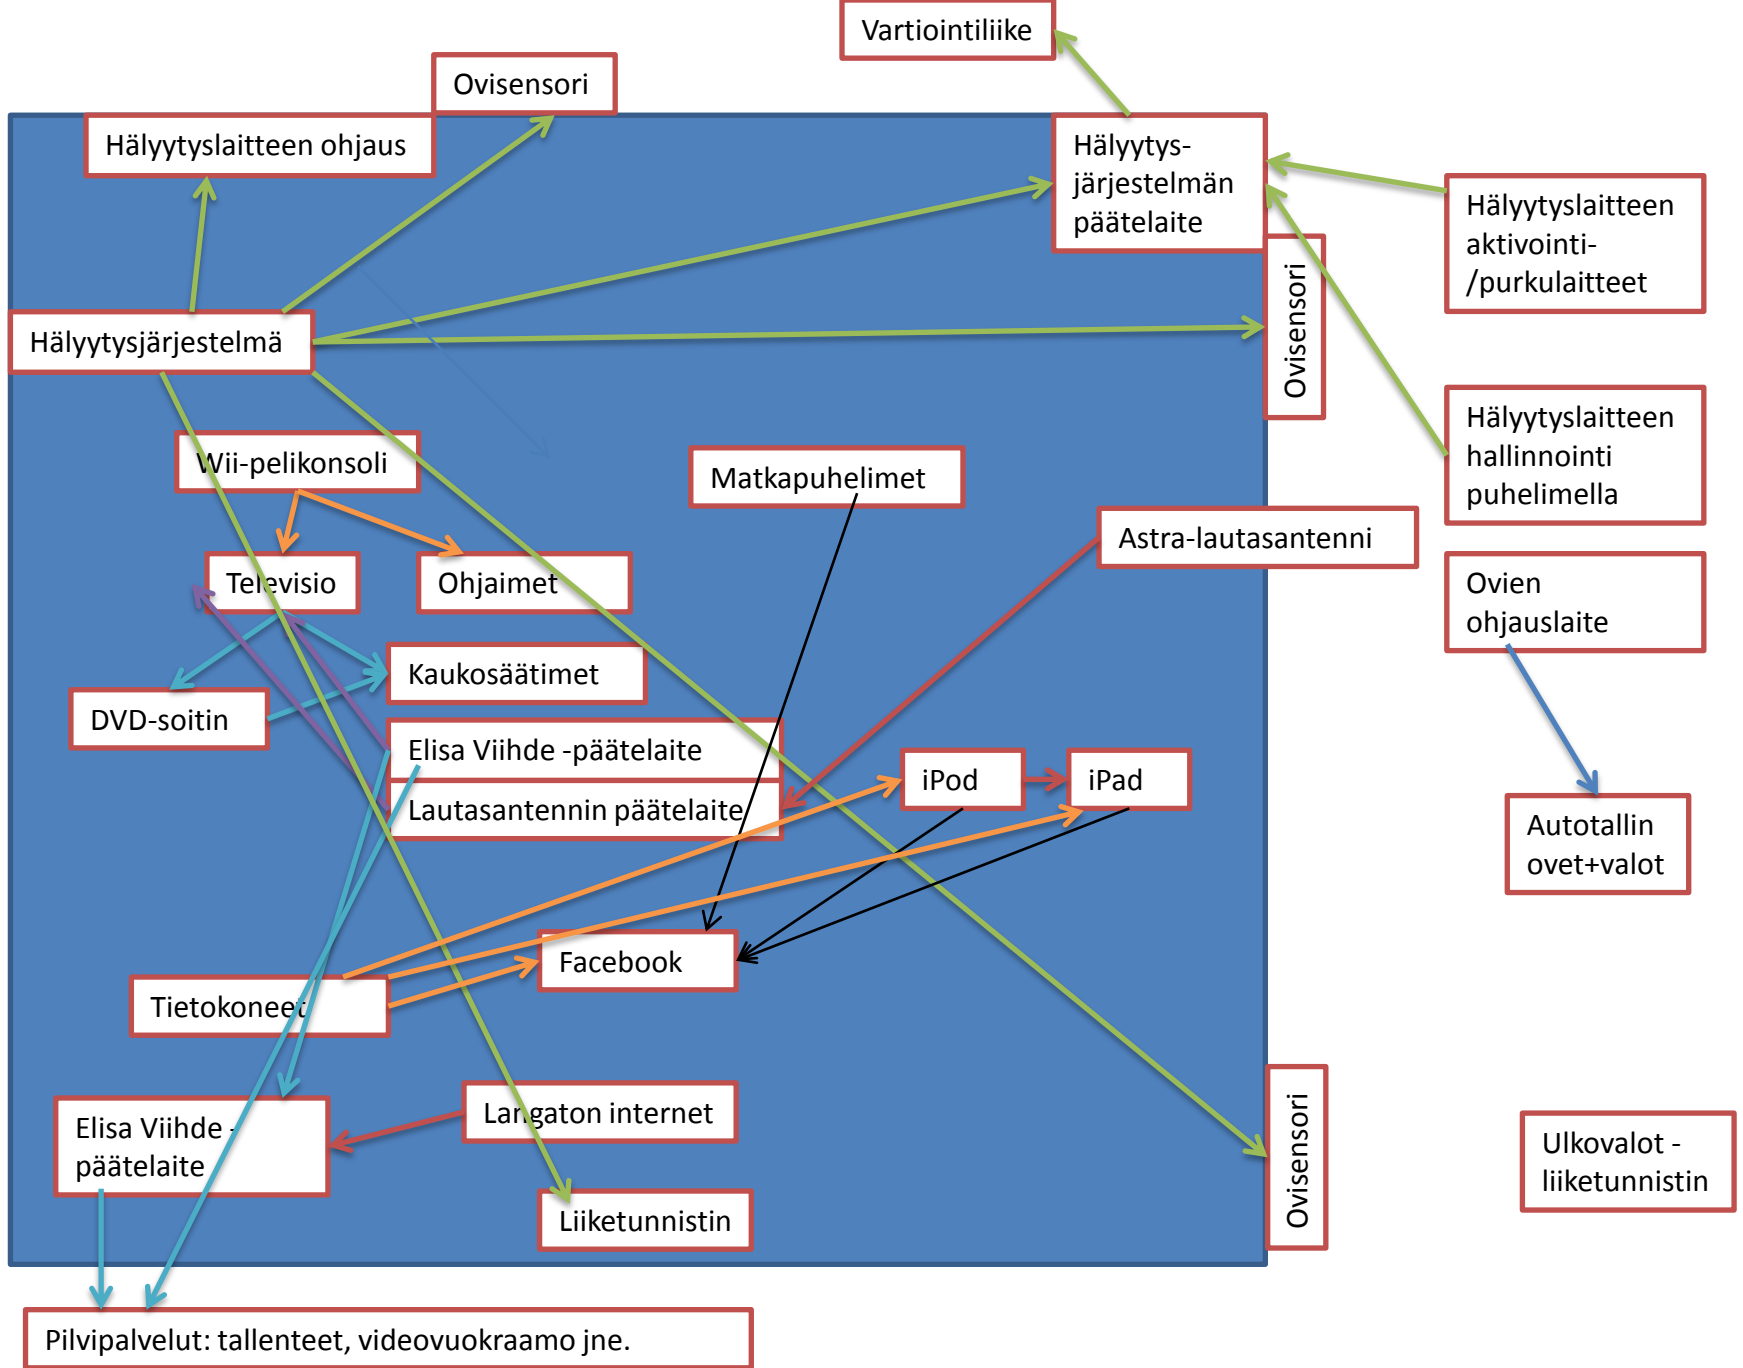 Vartiointiliike
Ovisensori
Hälyytyslaitteen ohjaus
Hälyytys-
järjestelmän
päätelaite
Hälyytyslaitteen
aktivointi-
/purkulaitteet
Ovisensori
Hälyytysjärjestelmä
Wii-pelikonsoli
Matkapuhelimet
Hälyytyslaitteen
hallinnointi
puhelimella
Astra-lautasantenni
Televisio
Ohjaimet
Ovien
ohjauslaite
Kaukosäätimet
DVD-soitin
Elisa Viihde -päätelaite
Lautasantennin päätelaite
iPod
iPad
Autotallin
ovet+valot
Facebook
Tietokoneet
Langaton internet
Elisa Viihde -
päätelaite
Ovisensori
Ulkovalot -
liiketunnistin
Liiketunnistin
Pilvipalvelut: tallenteet, videovuokraamo jne.